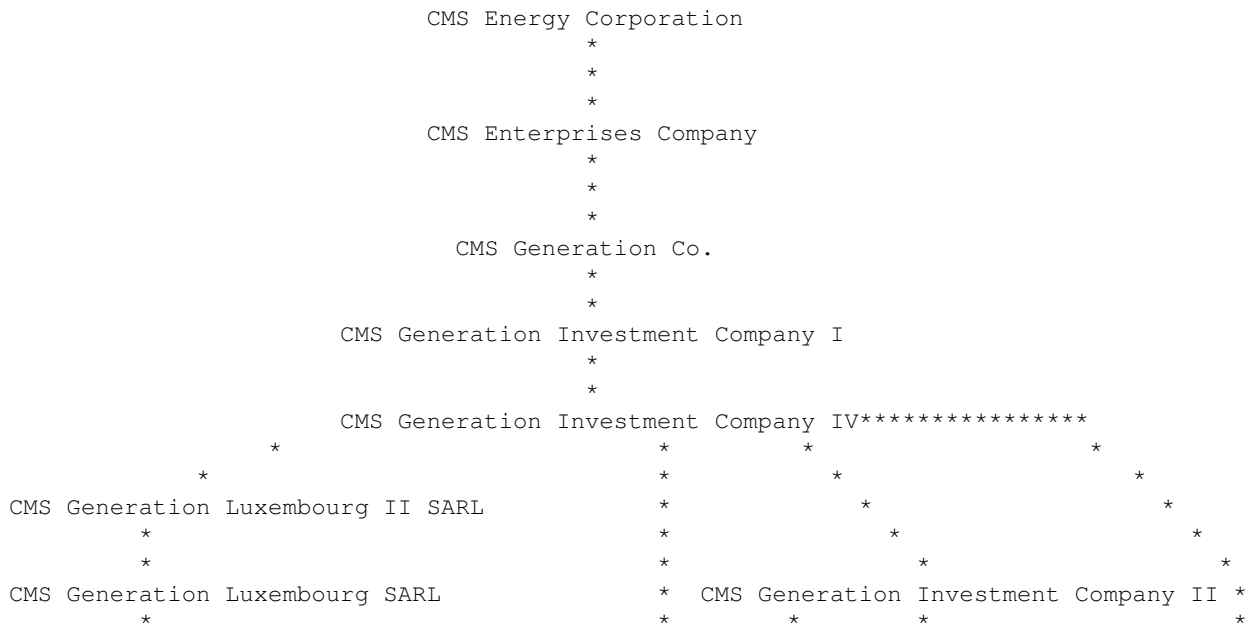 CMS Energy Corporation
*
*
*
CMS Enterprises Company
*
*
*
CMS Generation Co.
*
*
CMS Generation Investment Company I
*
*
CMS Generation Investment Company IV****************
* * * *
* * * *
CMS Generation Luxembourg II SARL * * *
* * * *
* * * *
CMS Generation Luxembourg SARL * CMS Generation Investment Company II *
* * * * *